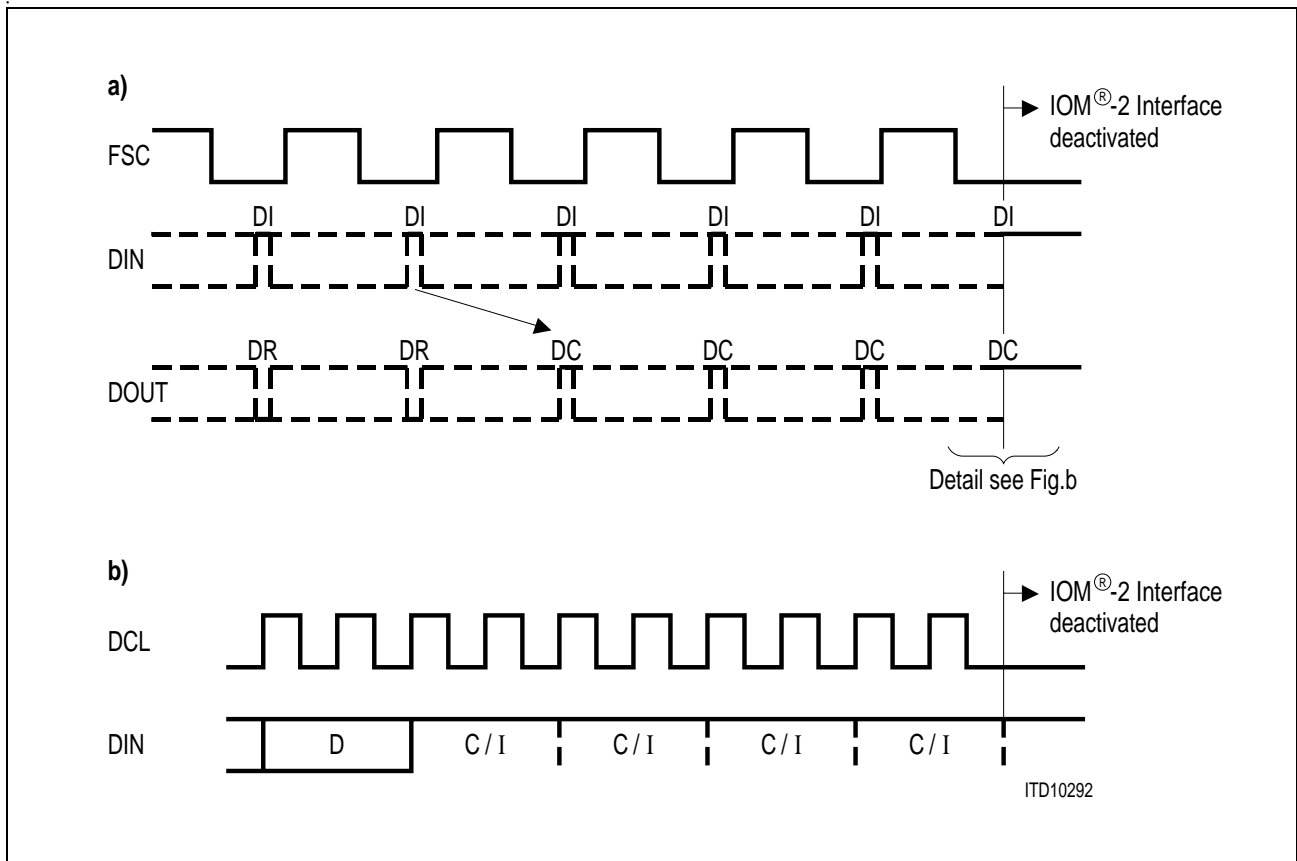 a)
IOM®-2 Interface
deactivated
FSC
DI DI DI DI DI DI
DIN
DR DR DC DC DC DC
DOUT
Detail see Fig.b
b)
IOM®-2 Interface
deactivated
DCL
DIN D C / I C / I C / I C / I
ITD10292